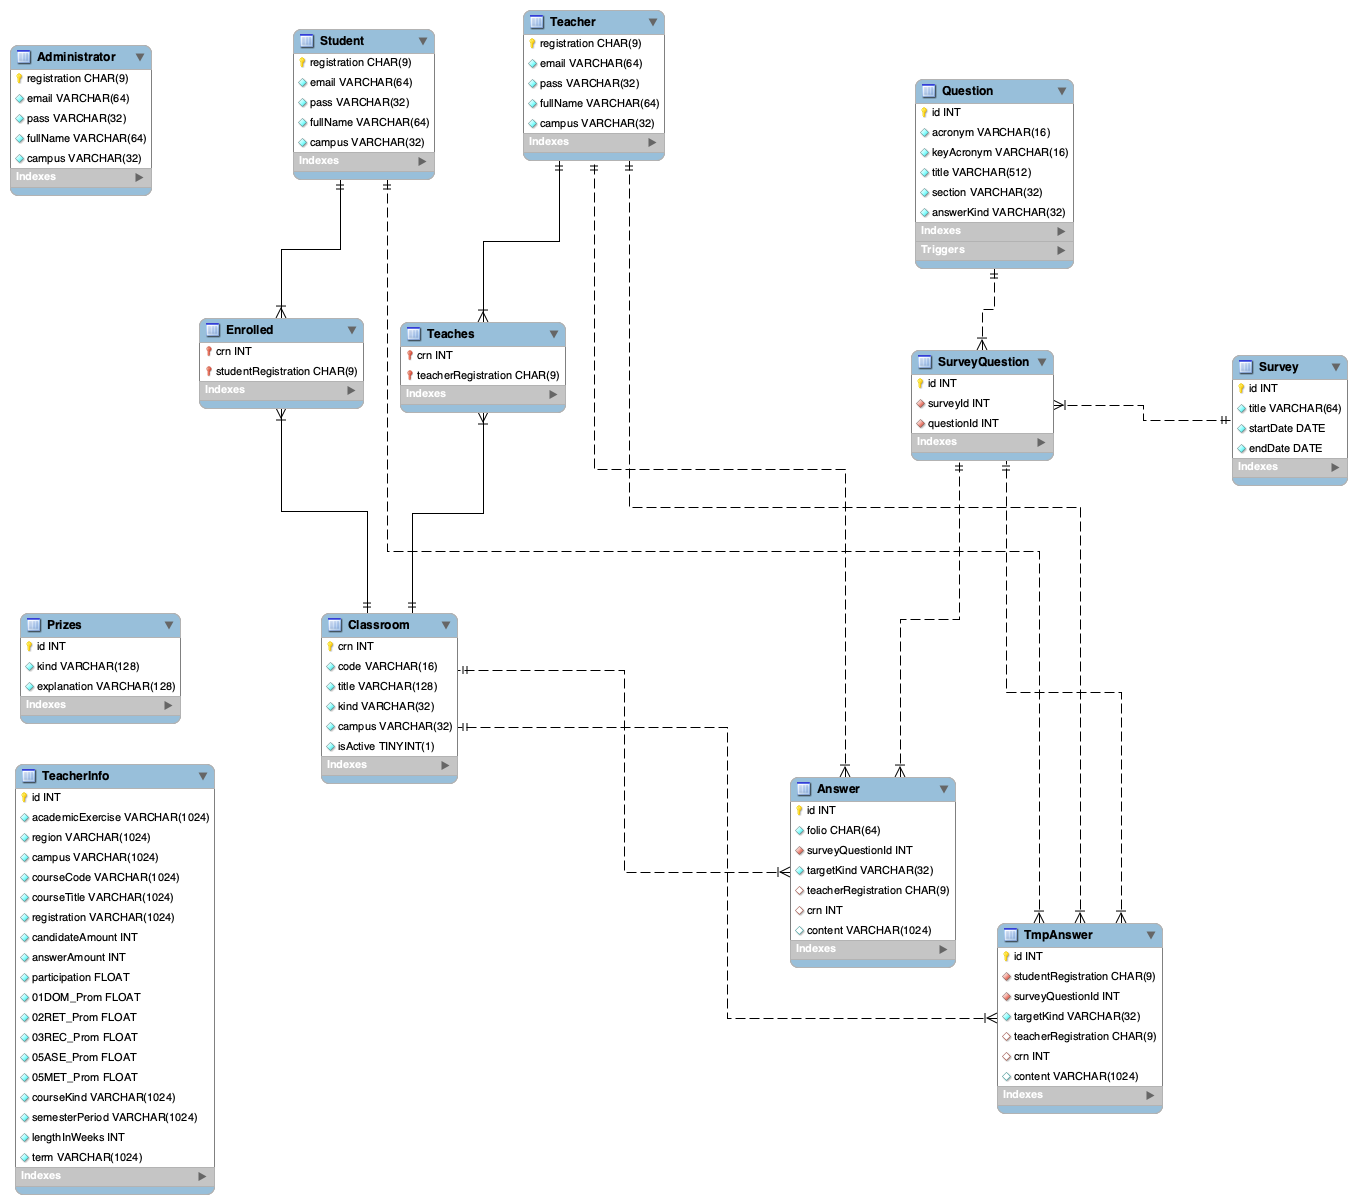 Administrator
registration CHAR(9)
email VARCHAR(64)
pass VARCHAR(32)
fullName VARCHAR(64)
campus VARCHAR(32)
Indexes
Student
registration CHAR(9)
email VARCHAR(64)
pass VARCHAR(32)
fullName VARCHAR(64)
campus VARCHAR(32)
Indexes
Teacher
registration CHAR(9)
email VARCHAR(64)
pass VARCHAR(32)
fullName VARCHAR(64)
campus VARCHAR(32)
Indexes
Question
id INT
acronym VARCHAR(16)
keyAcronym VARCHAR(16)
title VARCHAR(512)
section VARCHAR(32)
answerKind VARCHAR(32)
Indexes
Triggers
Enrolled
crn INT
studentRegistration CHAR(9)
Indexes
Teaches
crn INT
teacherRegistration CHAR(9)
Indexes
SurveyQuestion
id INT
surveyId INT
questionId INT
Indexes
Survey
id INT
title VARCHAR(64)
startDate DATE
endDate DATE
Indexes
Prizes
id INT
kind VARCHAR(128)
explanation VARCHAR(128)
Indexes
Classroom
crn INT
code VARCHAR(16)
title VARCHAR(128)
kind VARCHAR(32)
campus VARCHAR(32)
isActive TINYINT(1)
Indexes
TeacherInfo
id INT
academicExercise VARCHAR(1024)
region VARCHAR(1024)
campus VARCHAR(1024)
courseCode VARCHAR(1024)
courseTitle VARCHAR(1024)
registration VARCHAR(1024)
candidateAmount INT
answerAmount INT
participation FLOAT
01DOM_Prom FLOAT
02RET_Prom FLOAT
03REC_Prom FLOAT
05ASE_Prom FLOAT
05MET_Prom FLOAT
courseKind VARCHAR(1024)
semesterPeriod VARCHAR(1024)
lengthInWeeks INT
term VARCHAR(1024)
Indexes
Answer
id INT
folio CHAR(64)
surveyQuestionId INT
targetKind VARCHAR(32)
teacherRegistration CHAR(9)
crn INT
content VARCHAR(1024)
Indexes
TmpAnswer
id INT
studentRegistration CHAR(9)
surveyQuestionId INT
targetKind VARCHAR(32)
teacherRegistration CHAR(9)
crn INT
content VARCHAR(1024)
Indexes